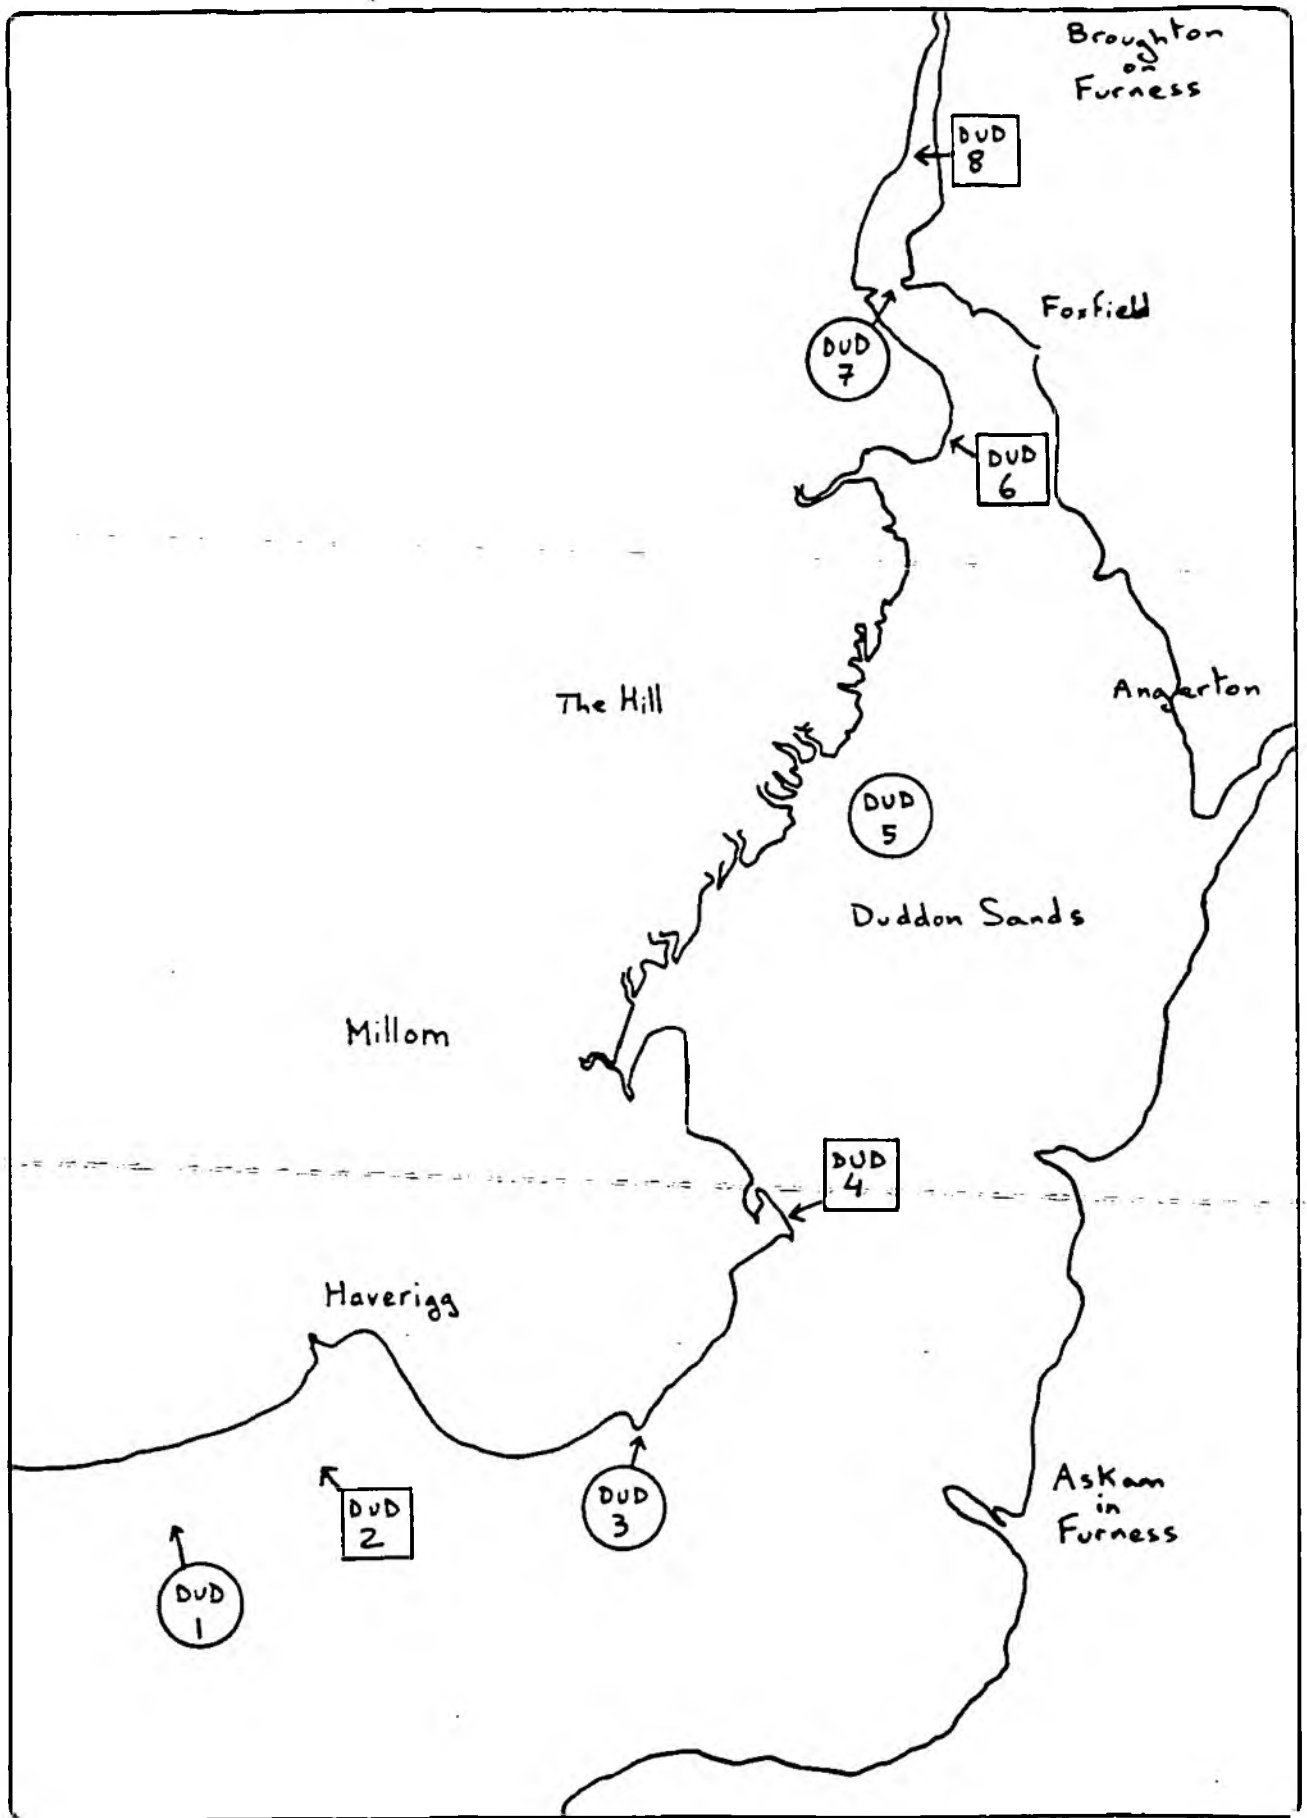 Broughton
on
Furness
DUD
8
Foxfield
DUD
7
DUD
6
The Hill
Angerton
DUD
5
Duddon Sands
Millom
DUD
4
Haverigg
Askam
in
Furness
DUD
3
DUD
2
DUD
1